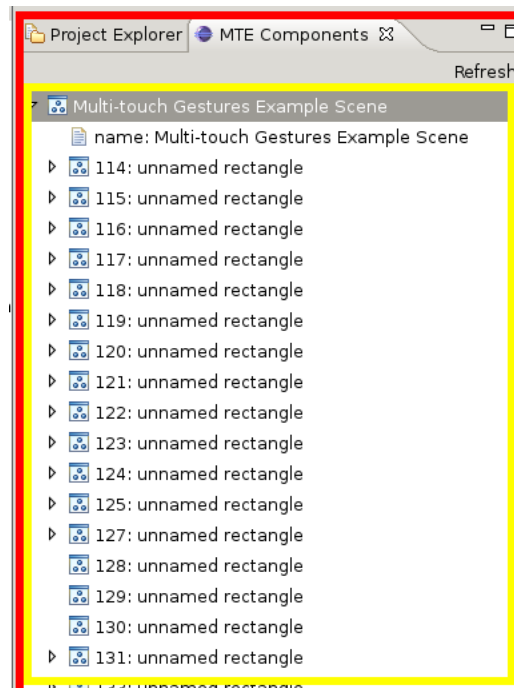 Project Explorer MTE Components
Refresh
Multi-touch Gestures Example Scene
name: Multi-touch Gestures Example Scene
114: unnamed rectangle
115: unnamed rectangle
116: unnamed rectangle
117: unnamed rectangle
118: unnamed rectangle
119: unnamed rectangle
120: unnamed rectangle
121: unnamed rectangle
122: unnamed rectangle
123: unnamed rectangle
124: unnamed rectangle
125: unnamed rectangle
127: unnamed rectangle
128: unnamed rectangle
129: unnamed rectangle
130: unnamed rectangle
131: unnamed rectangle
unnamed rectangle